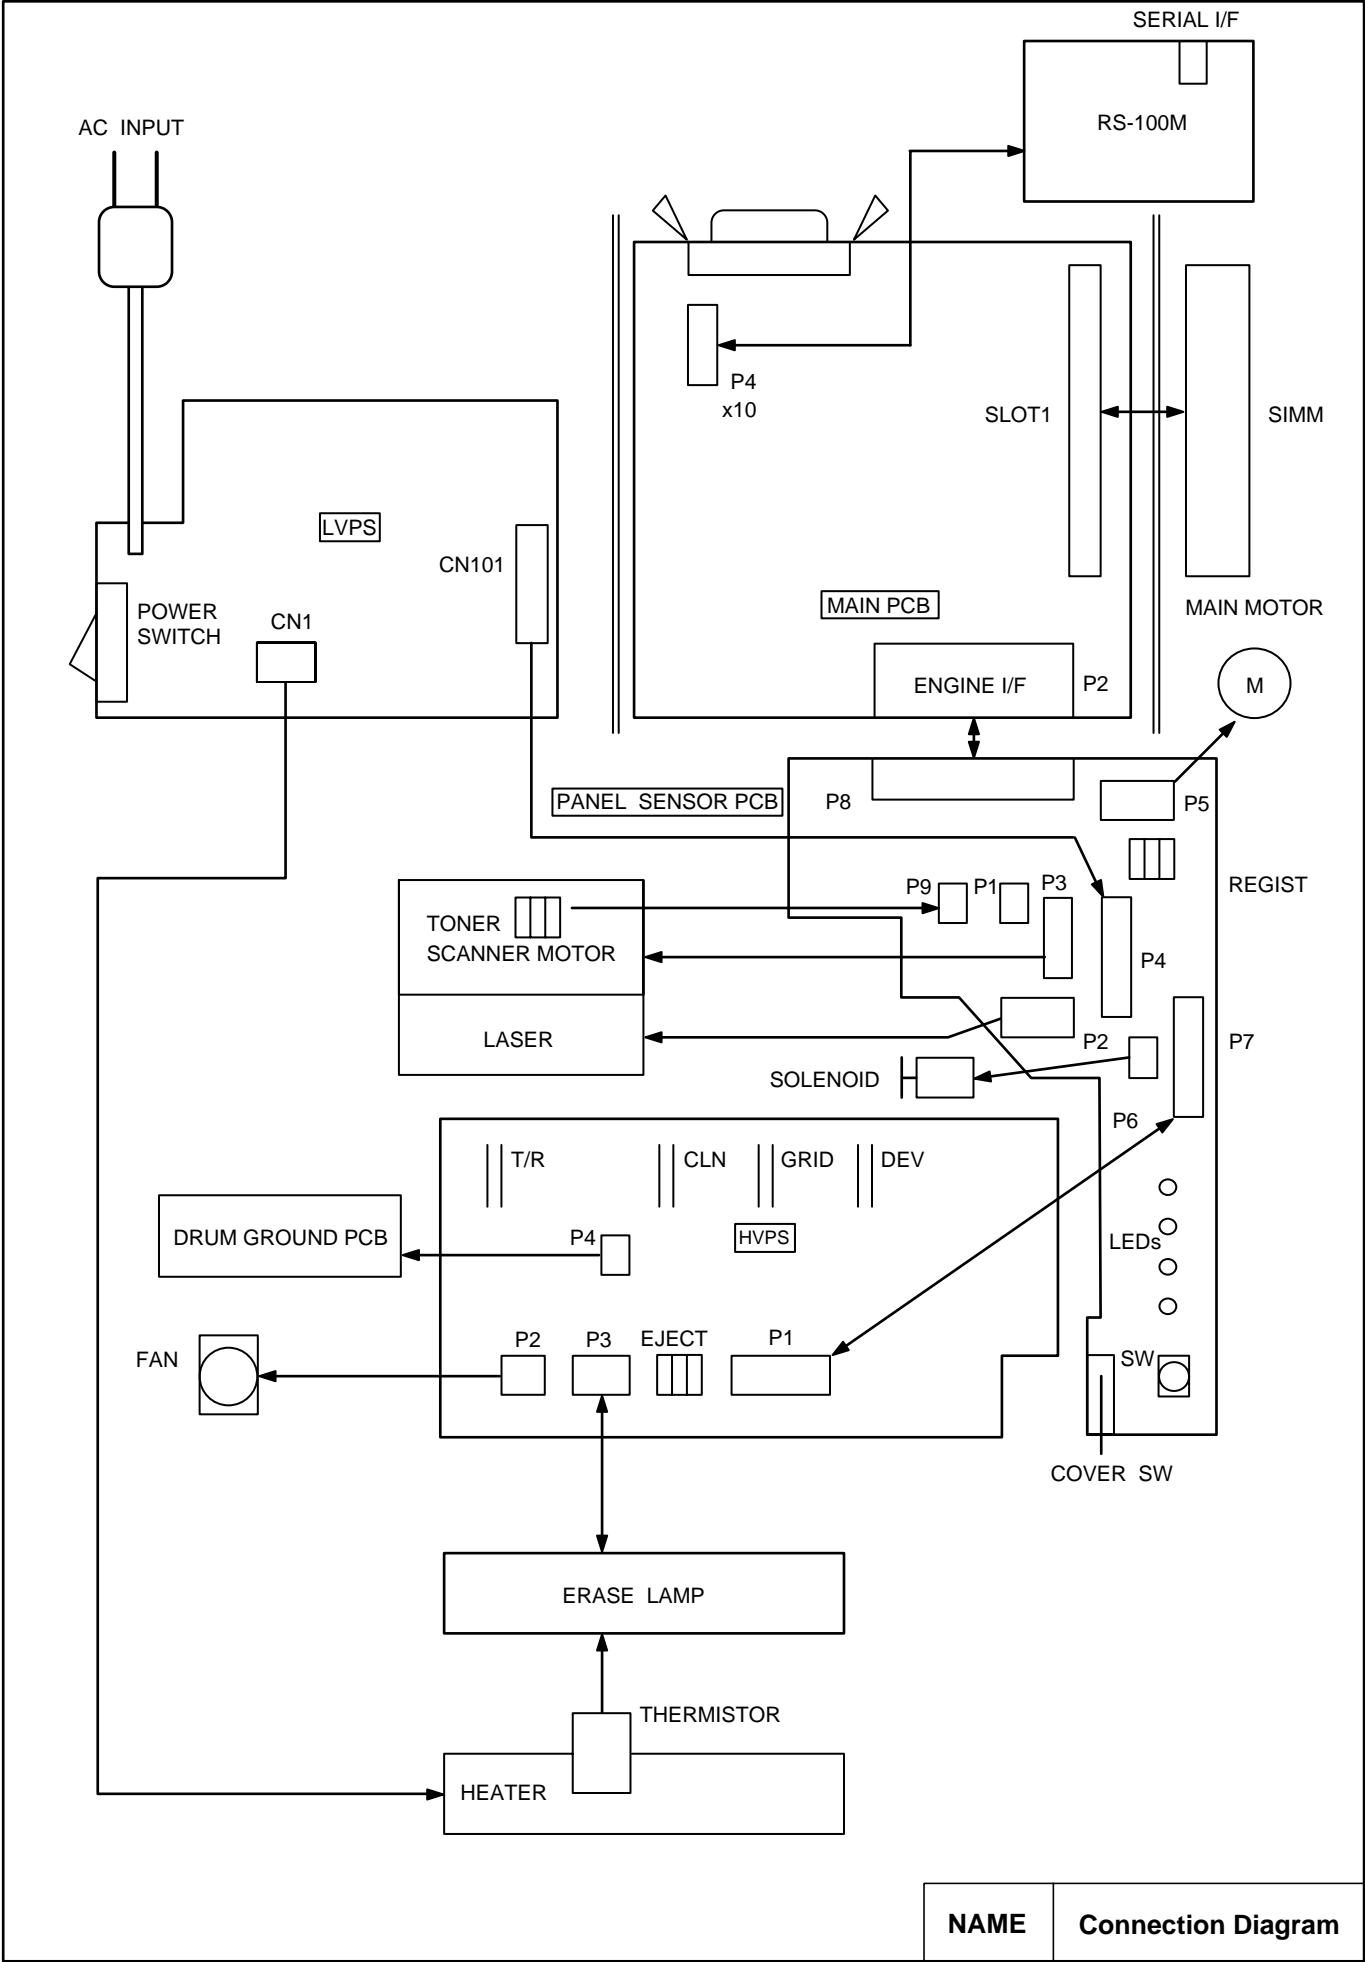 SERIAL I/F
RS-100M
AC  INPUT
P4
x10
SLOT1
SIMM
LVPS
CN101
POWER
SWITCH
CN1
MAIN PCB
MAIN MOTOR
ENGINE I/F
P2
M
PANEL  SENSOR PCB
P8
P5
REGIST
P9
P1
P3
TONER
SCANNER MOTOR
P4
LASER
P2
P7
SOLENOID
P6
T/R
CLN
GRID
DEV
DRUM GROUND PCB
P4
HVPS
LEDs
FAN
P2
P3
EJECT
P1
SW
COVER  SW
ERASE  LAMP
THERMISTOR
HEATER
NAME
Connection Diagram